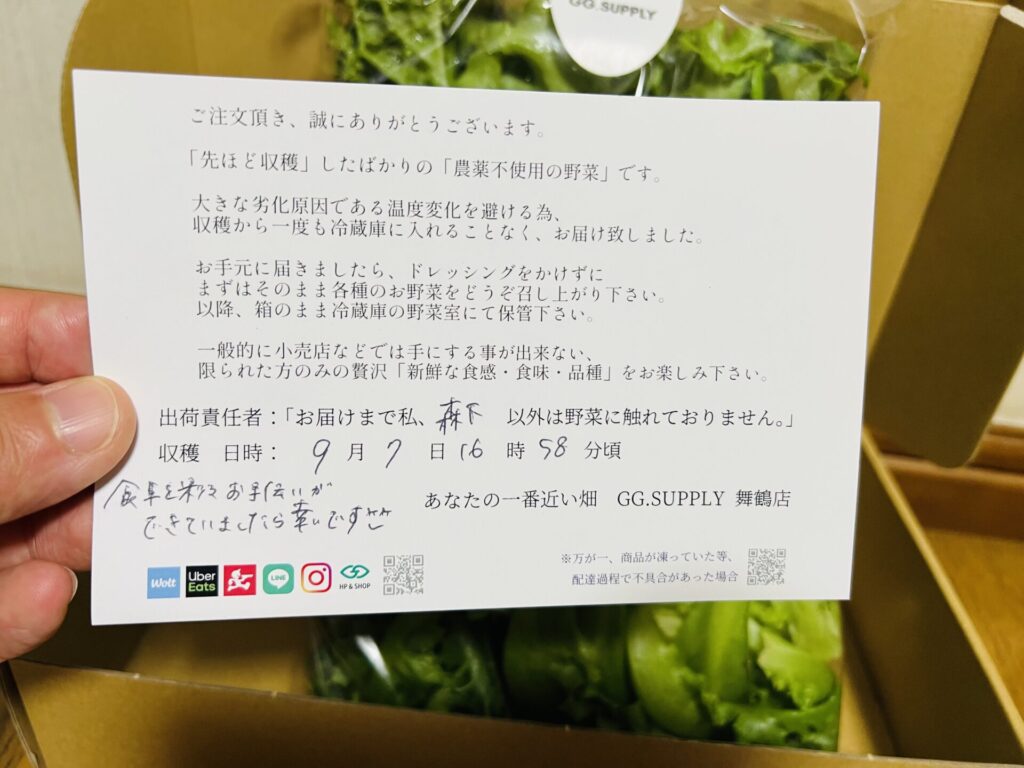 GG.SUPPLY
ご注文頂き、誠にありがとうございます。
「先ほど収穫」したばかりの「農薬不使用の野菜」です。
大きな劣化原因である温度変化を避ける為、
収穫から一度も冷蔵庫に入れることなく、お届け致しました。
お手元に届きましたら、ドレッシングをかけずに
まずはそのまま各種のお野菜をどうぞ召し上がり下さい。
以降、箱のまま冷蔵庫の野菜室にて保管下さい。
一般的に小売店などでは手にする事が出来ない、
限られた方のみの贅沢「新鮮な食感・食味・品種」をお楽しみ下さい。
出荷責任者：「お届けまで私、森下 以外は野菜に触れておりません。」
収穫 日時： 9 月 7 日 16 時 58 分頃
食卓を彩るお手伝いが
できていましたら幸いです
あなたの一番近い畑 GG.SUPPLY 舞鶴店
Wolt
Uber Eats
LINE
HP & SHOP
※万が一、商品が凍っていた等、
配達過程で不具合があった場合